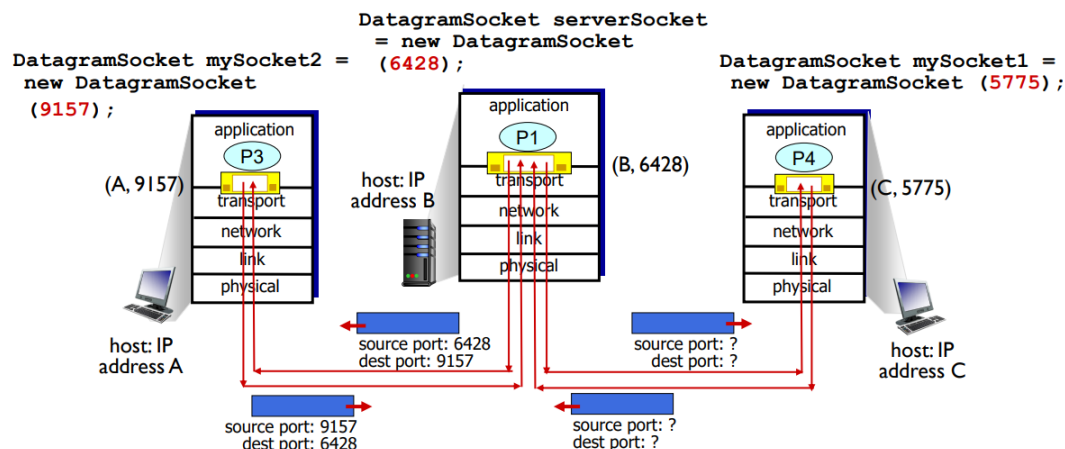 DatagramSocket serverSocket
= new DatagramSocket
(6428);
DatagramSocket mySocket2 =
new DatagramSocket
(9157);
DatagramSocket mySocket1 =
new DatagramSocket (5775);
application
P3
(A, 9157)
transport
network
link
physical
host: IP
address A
application
P1
(B, 6428)
transport
network
link
physical
host: IP
address B
application
P4
(C, 5775)
transport
network
link
physical
host: IP
address C
source port: 6428
dest port: 9157
source port: ?
dest port: ?
source port: 9157
dest port: 6428
source port: ?
dest port: ?